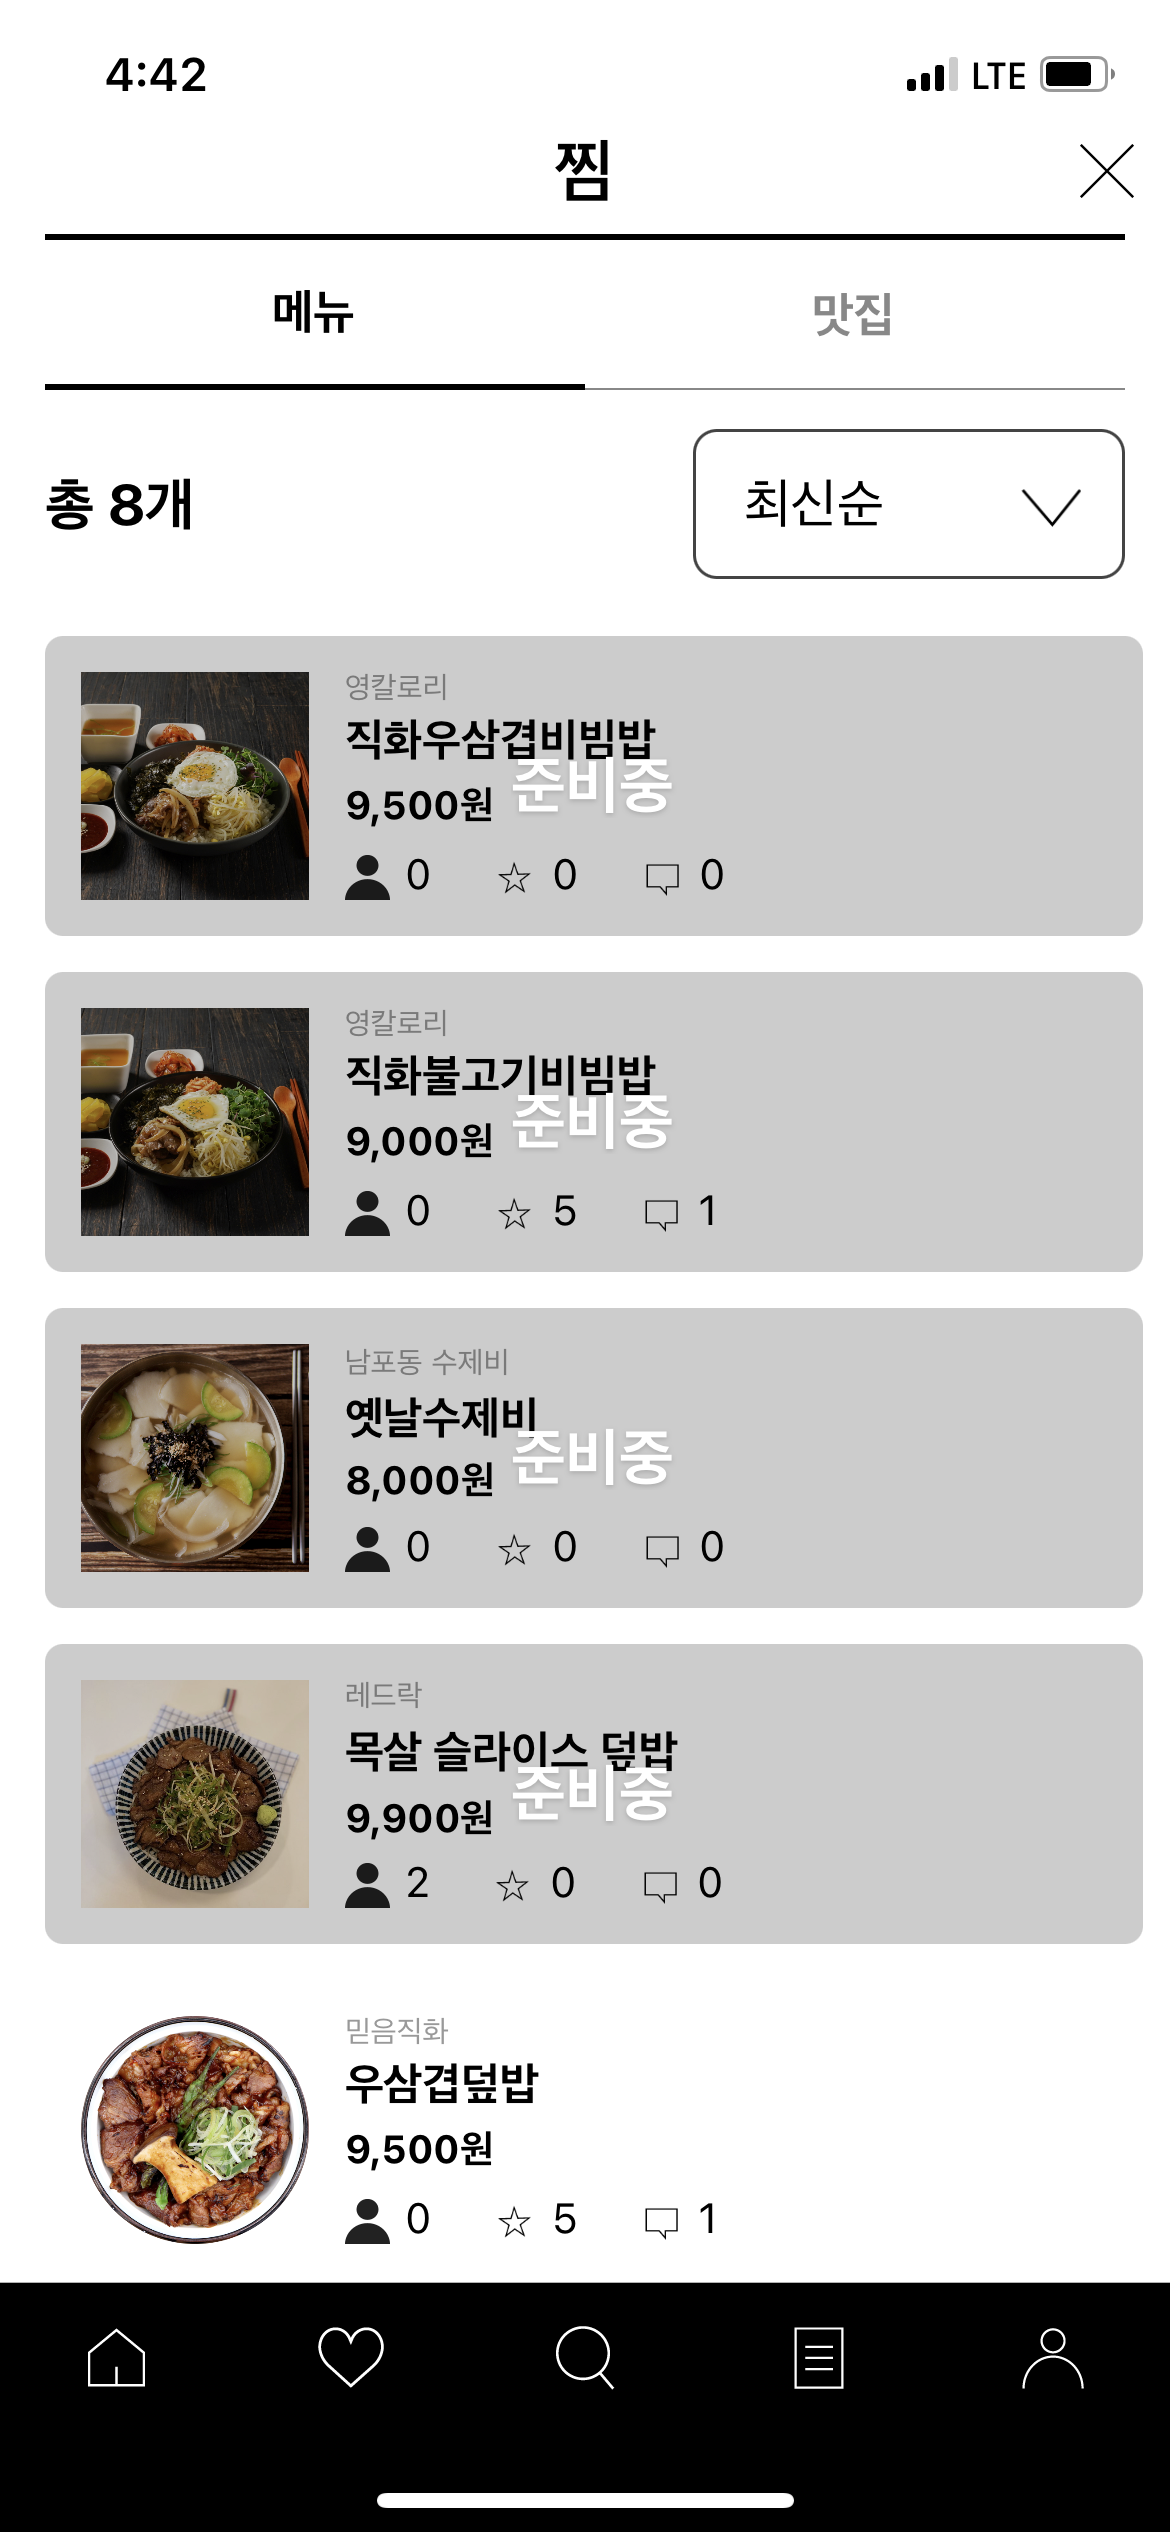 4:42
LTE
찜
메뉴
맛집
총 8개
최신순
영칼로리
직화우삼겹비빔밥
준비중
9,500원
0 0 0
영칼로리
직화불고기비빔밥
준비중
9,000원
0 5 1
남포동 수제비
옛날수제비
준비중
8,000원
0 0 0
레드락
목살 슬라이스 덮밥
준비중
9,900원
2 0 0
믿음직화
우삼겹덮밥
9,500원
0 5 1